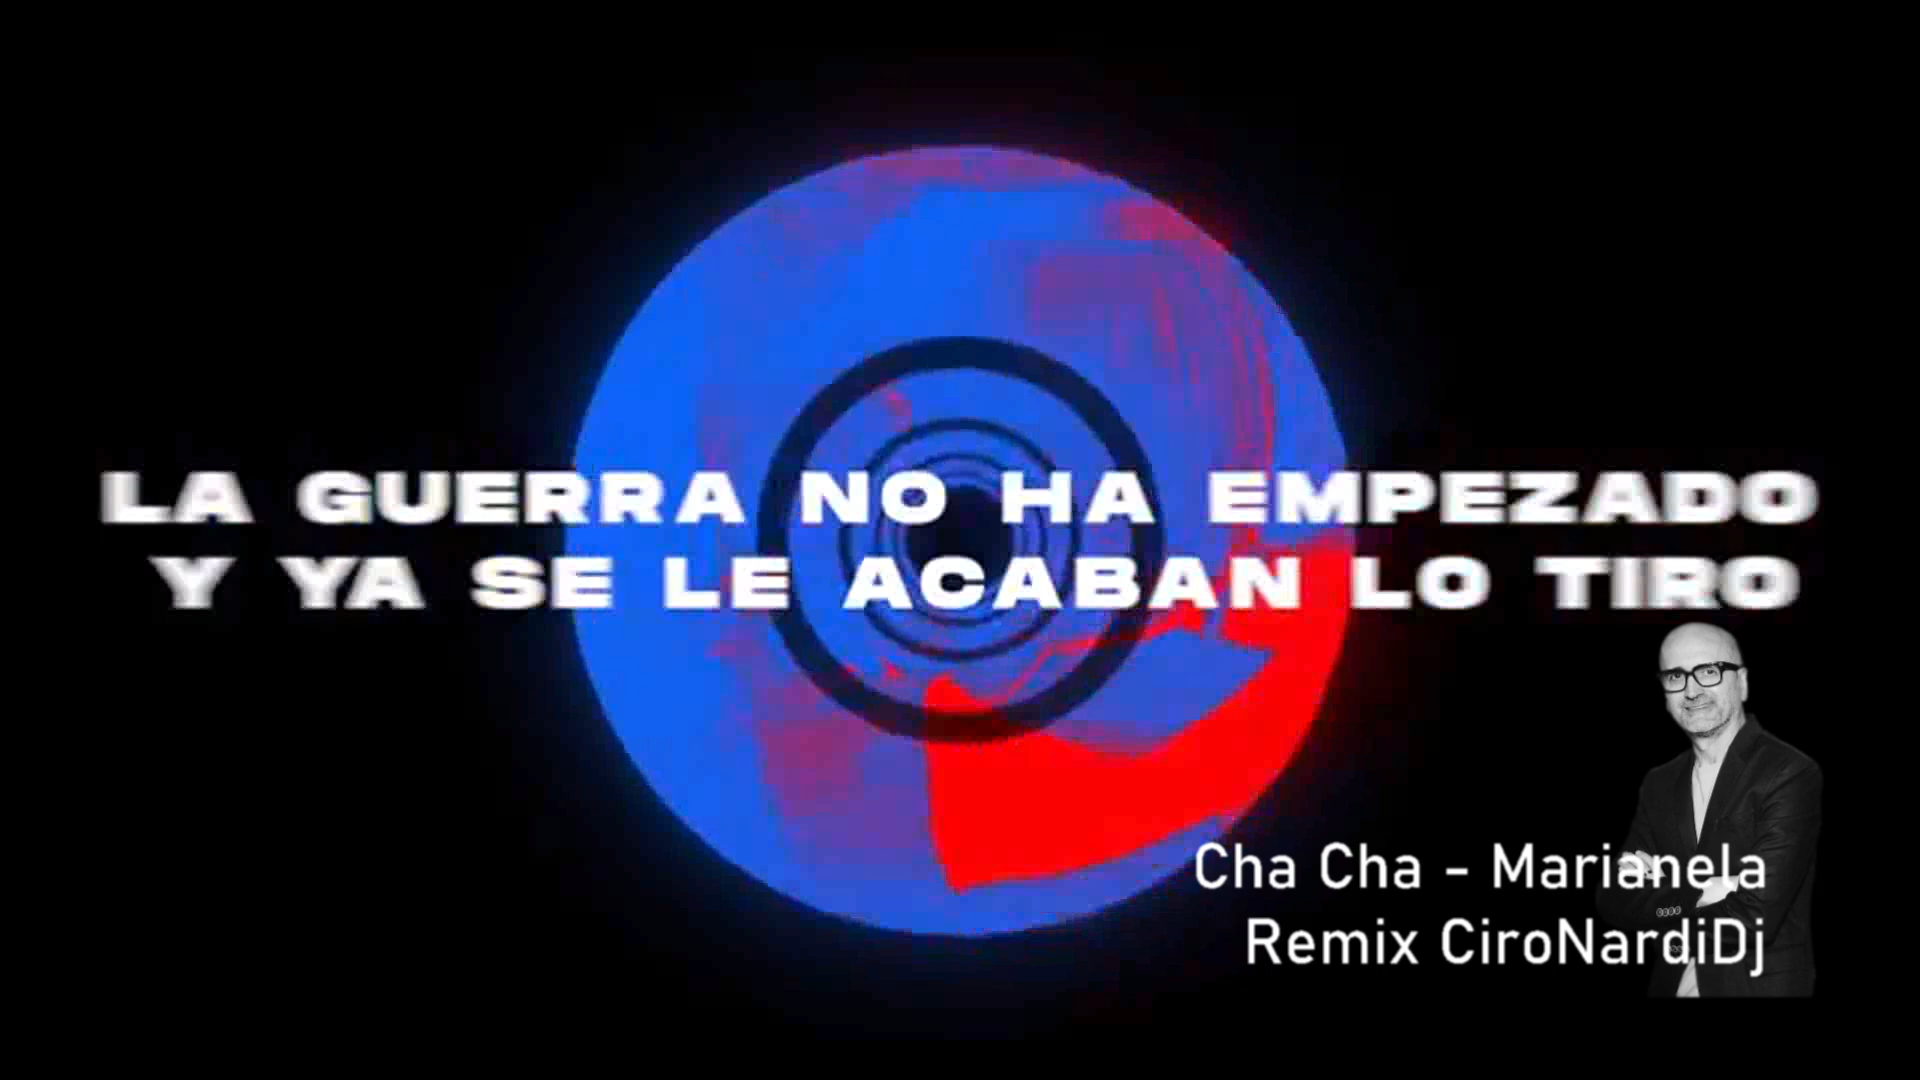 LA GUERRA NO HA EMPEZADO
Y YA SE LE ACABAN LO TIRO
Cha Cha - Marianela
Remix CiroNardiDj